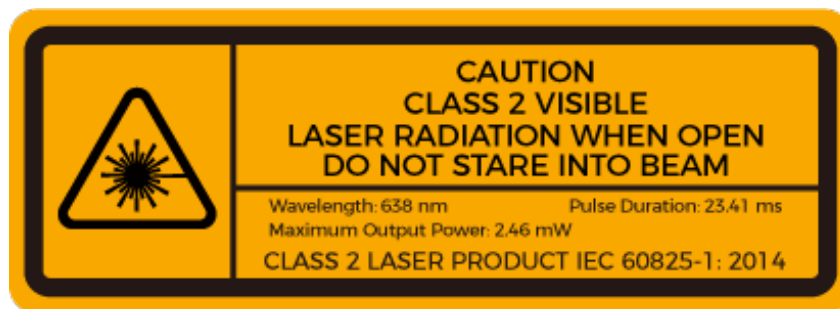 CAUTION
CLASS 2 VISIBLE
LASER RADIATION WHEN OPEN
DO NOT STARE INTO BEAM
Wavelength: 638 nm Pulse Duration: 23.41 ms
Maximum Output Power: 2.46 mW
CLASS 2 LASER PRODUCT IEC 60825-1: 2014